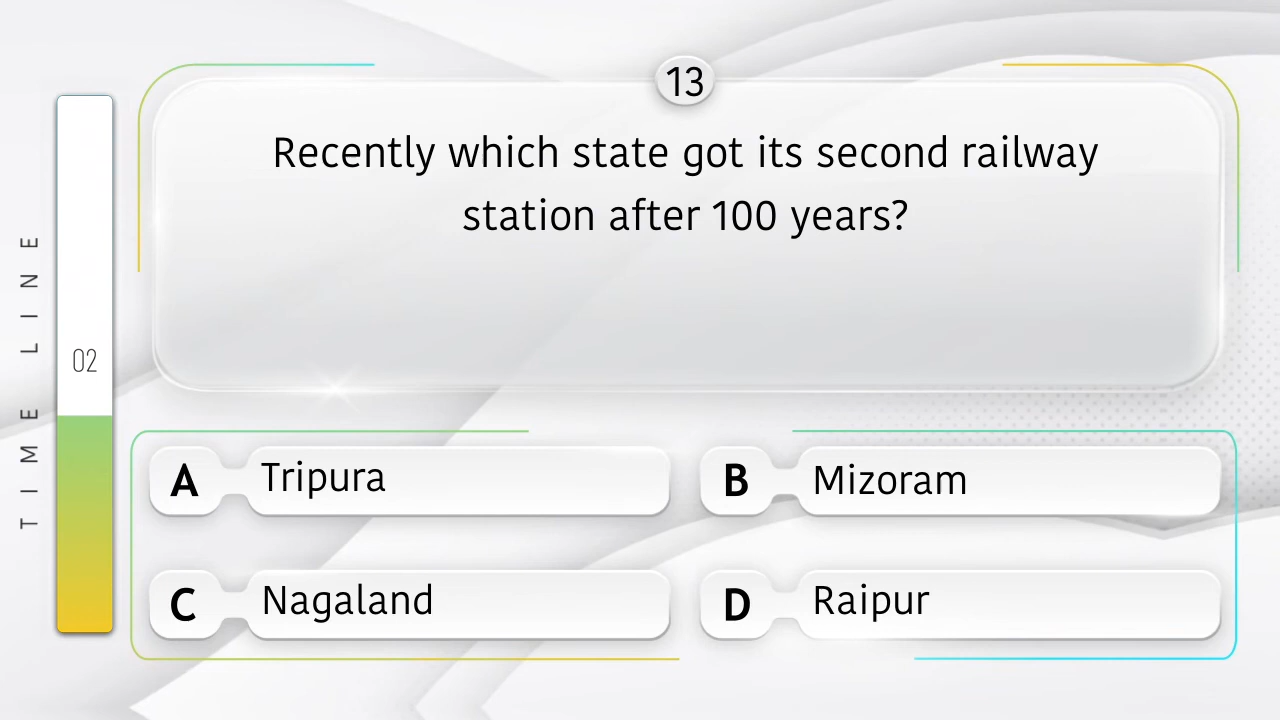 13
Recently which state got its second railway
station after 100 years?
TIME LINE
02
A Tripura
B Mizoram
C Nagaland
D Raipur